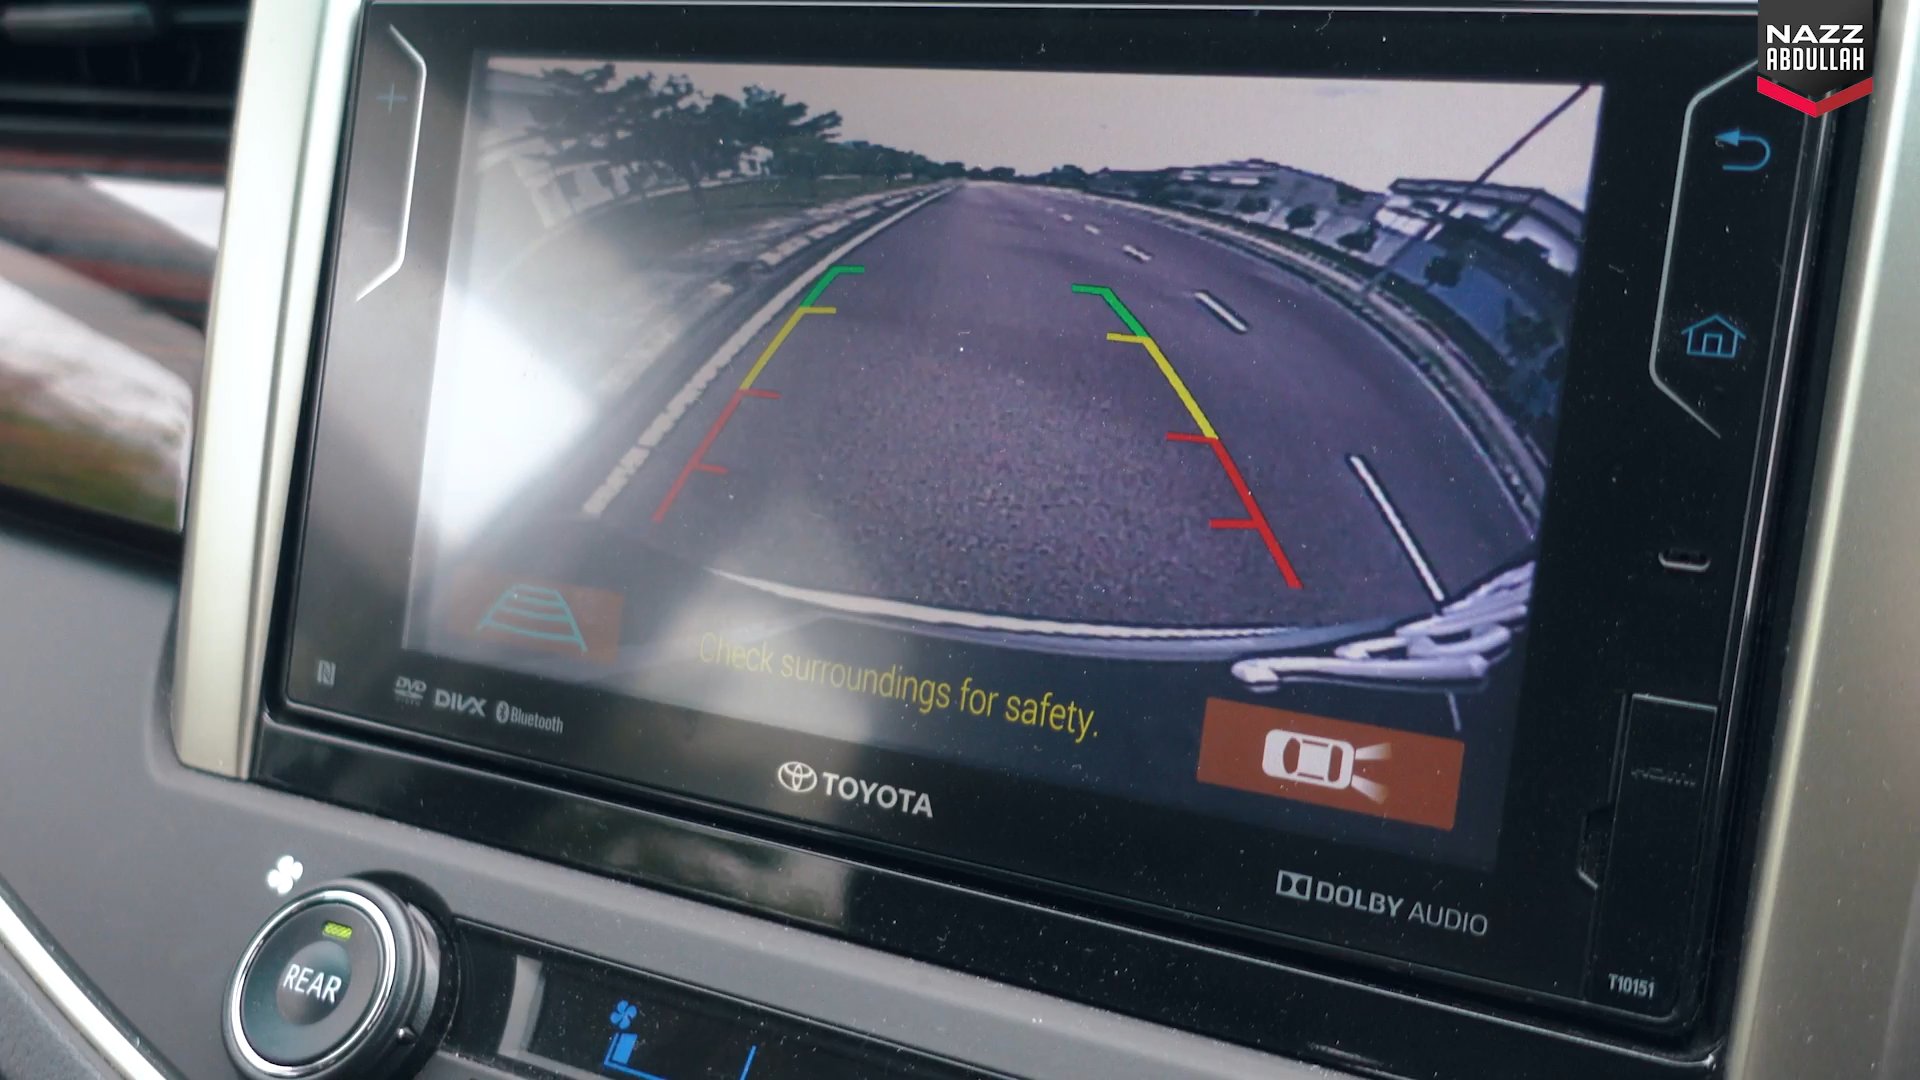 NAZZ
ABDULLAH
Check surroundings for safety.
DVD
DIVX
Bluetooth
TOYOTA
DOLBY AUDIO
T10151
REAR